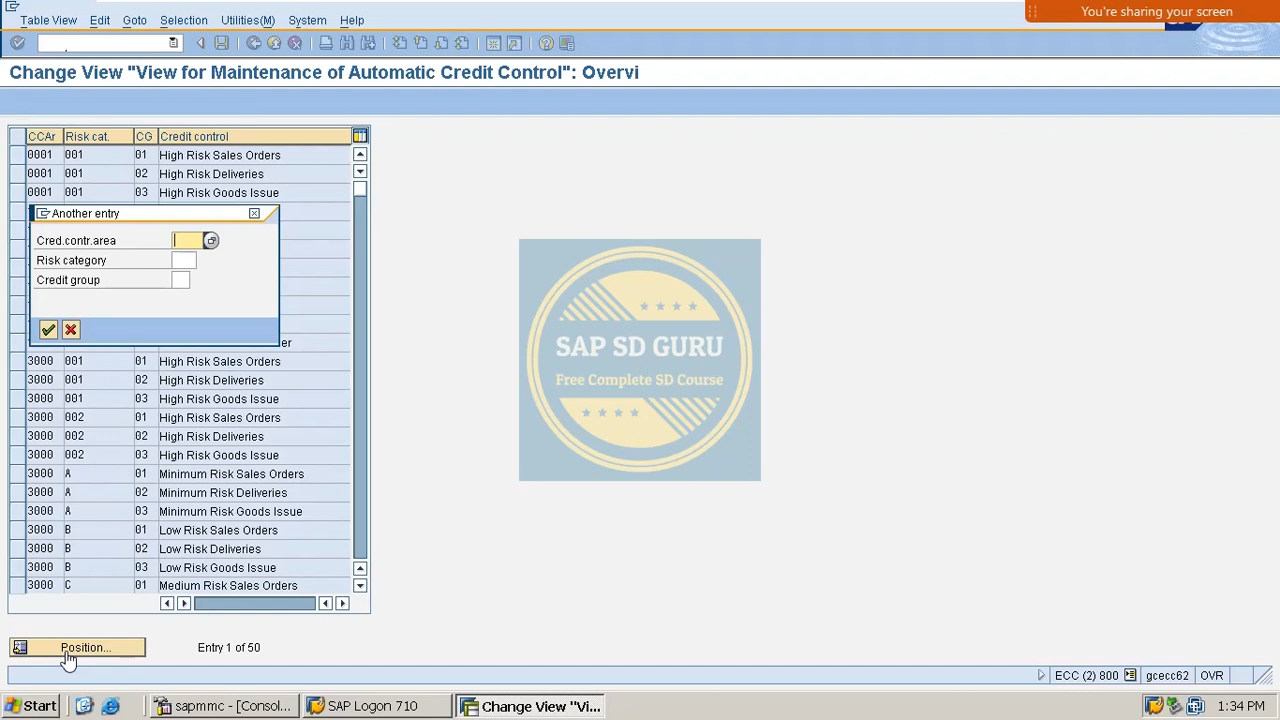 You're sharing your screen
Table View Edit Goto Selection Utilities(M) System Help
Change View "View for Maintenance of Automatic Credit Control": Overvi
CCAr Risk cat. CG Credit control
0001 001 01 High Risk Sales Orders
0001 001 02 High Risk Deliveries
0001 001 03 High Risk Goods Issue
Another entry
Cred.contr.area
Risk category
Credit group
er
3000 001 01 High Risk Sales Orders
3000 001 02 High Risk Deliveries
3000 001 03 High Risk Goods Issue
3000 002 01 High Risk Sales Orders
3000 002 02 High Risk Deliveries
3000 002 03 High Risk Goods Issue
3000 A 01 Minimum Risk Sales Orders
3000 A 02 Minimum Risk Deliveries
3000 A 03 Minimum Risk Goods Issue
3000 B 01 Low Risk Sales Orders
3000 B 02 Low Risk Deliveries
3000 B 03 Low Risk Goods Issue
3000 C 01 Medium Risk Sales Orders
SAP SD GURU
Free Complete SD Course
Position... Entry 1 of 50
ECC (2) 800 gcecc62 OVR
Start sapmmc - [Consol... SAP Logon 710 Change View "Vi... 1:34 PM